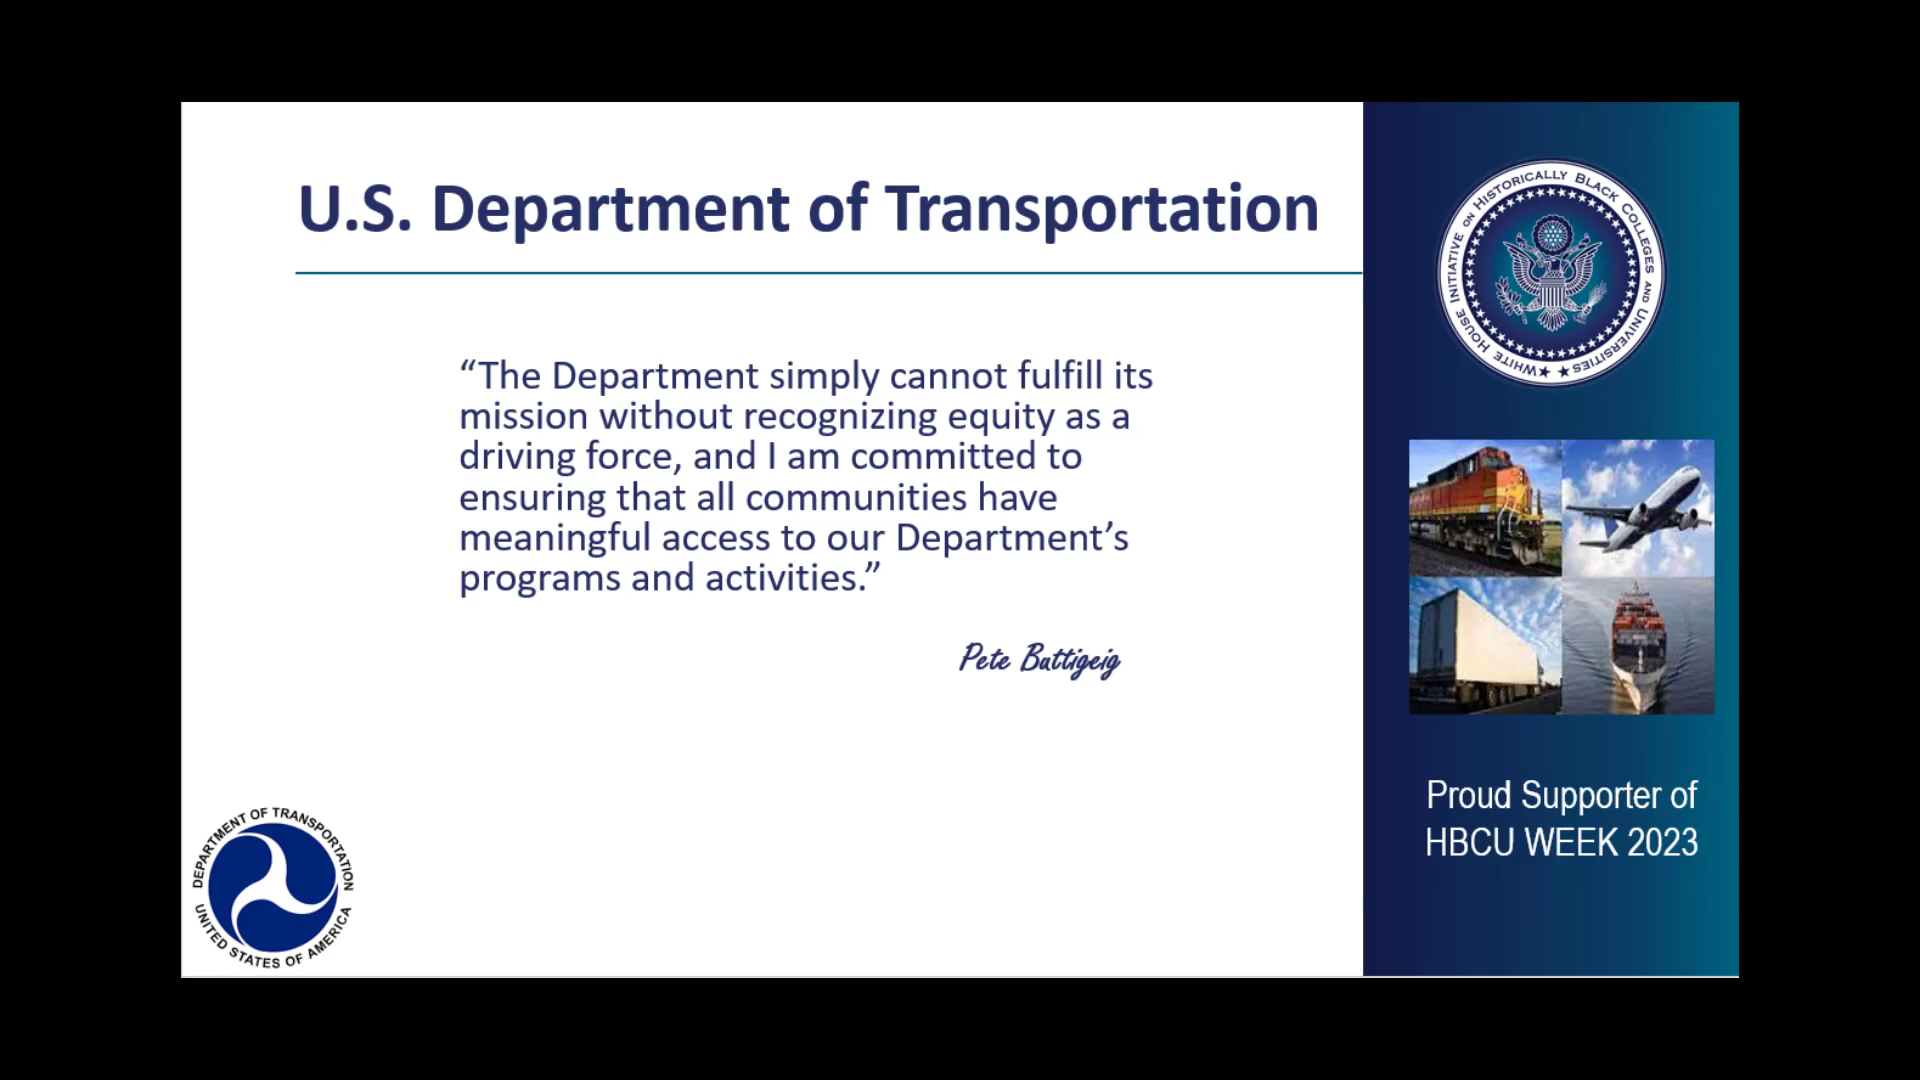 U.S. Department of Transportation
“The Department simply cannot fulfill its
mission without recognizing equity as a
driving force, and I am committed to
ensuring that all communities have
meaningful access to our Department’s
programs and activities.”
Pete Buttigeig
DEPARTMENT OF TRANSPORTATION
UNITED STATES OF AMERICA
WHITE HOUSE INITIATIVE ON HISTORICALLY BLACK COLLEGES AND UNIVERSITIES
Proud Supporter of
HBCU WEEK 2023